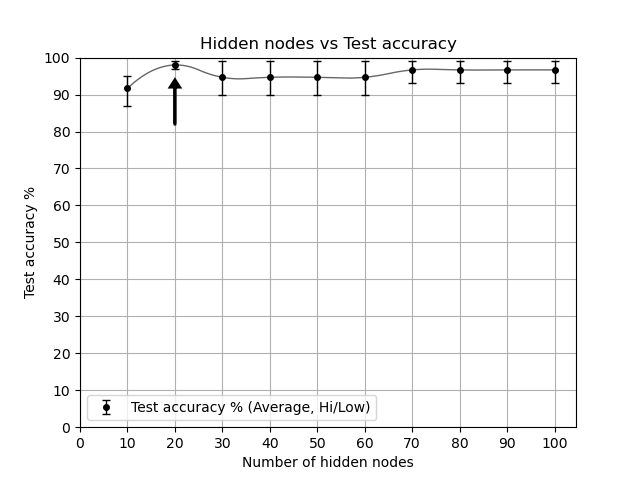 Hidden nodes vs Test accuracy
100
90
80
70
60
50
40
30
20
10
0
Test accuracy %
Test accuracy % (Average, Hi/Low)
0 10 20 30 40 50 60 70 80 90 100
Number of hidden nodes